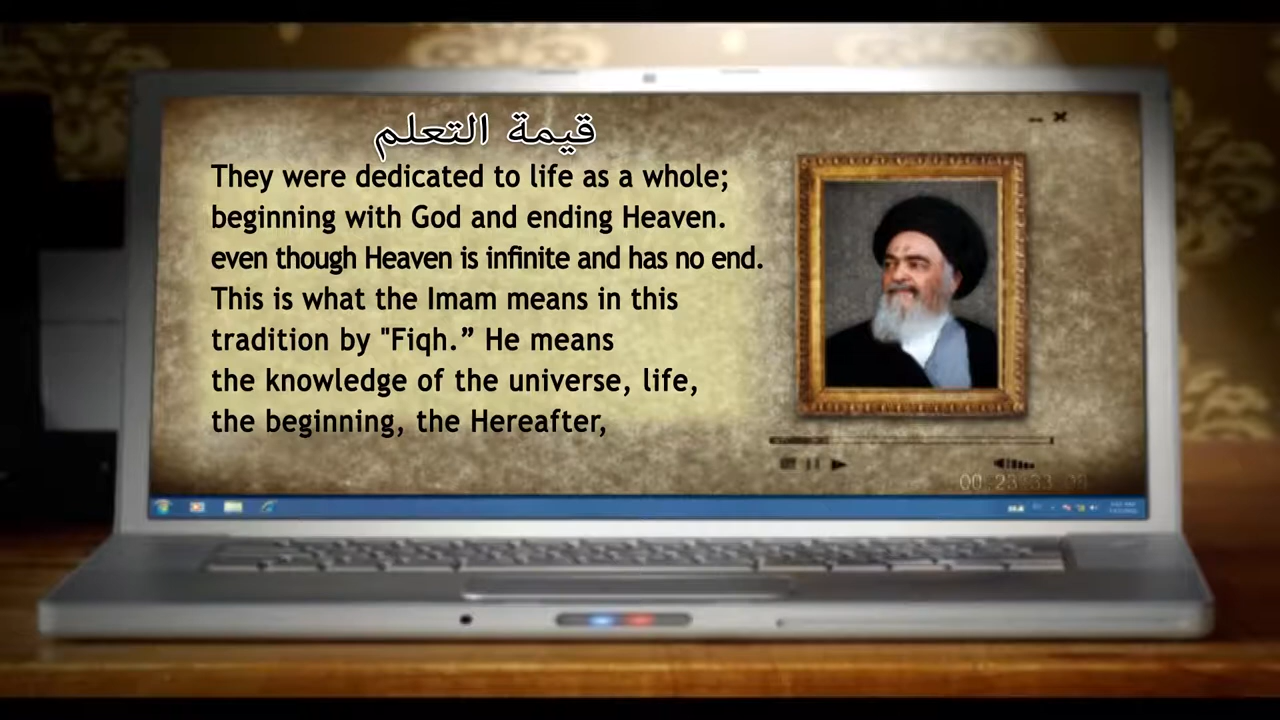 قيمة التعلم
They were dedicated to life as a whole;
beginning with God and ending Heaven.
even though Heaven is infinite and has no end.
This is what the Imam means in this
tradition by "Fiqh.” He means
the knowledge of the universe, life,
the beginning, the Hereafter,